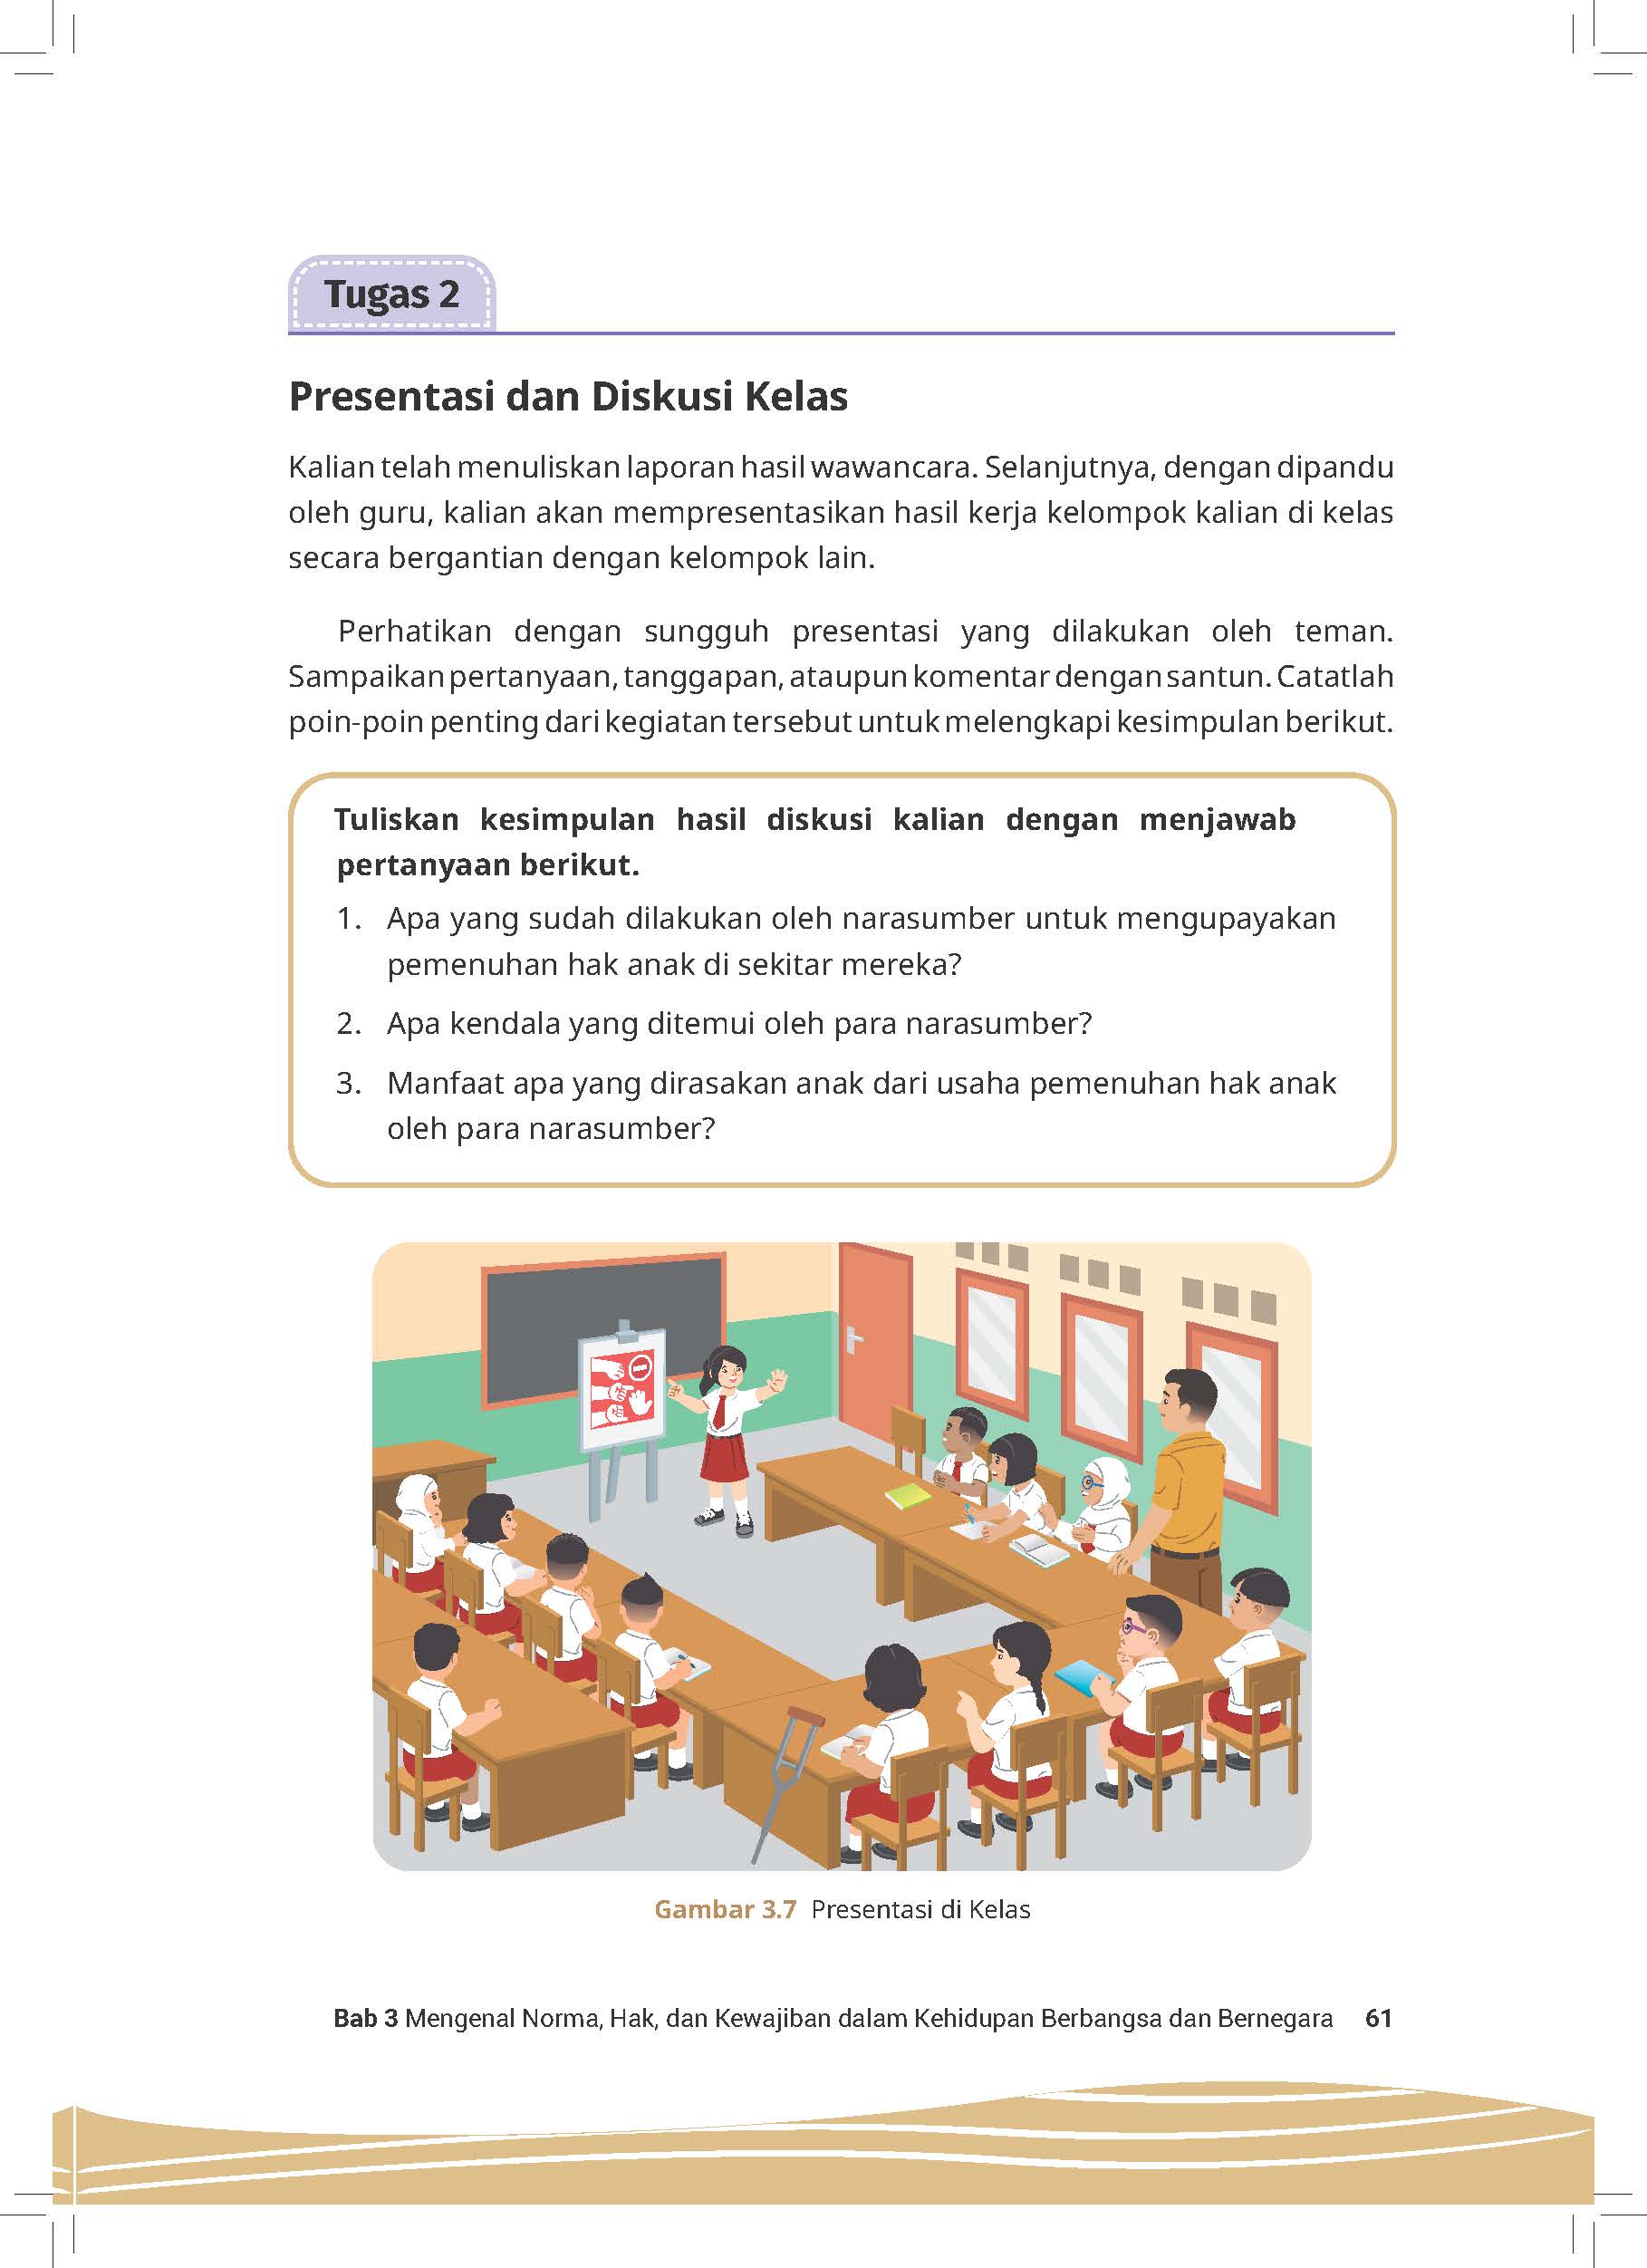 Tugas 2
Presentasi dan Diskusi Kelas
Kalian telah menuliskan laporan hasil wawancara. Selanjutnya, dengan dipandu
oleh guru, kalian akan mempresentasikan hasil kerja kelompok kalian di kelas
secara bergantian dengan kelompok lain.
Perhatikan dengan sungguh presentasi yang dilakukan oleh teman.
Sampaikan pertanyaan, tanggapan, ataupun komentar dengan santun. Catatlah
poin-poin penting dari kegiatan tersebut untuk melengkapi kesimpulan berikut.
Tuliskan kesimpulan hasil diskusi kalian dengan menjawab
pertanyaan berikut.
1. Apa yang sudah dilakukan oleh narasumber untuk mengupayakan
pemenuhan hak anak di sekitar mereka?
2. Apa kendala yang ditemui oleh para narasumber?
3. Manfaat apa yang dirasakan anak dari usaha pemenuhan hak anak
oleh para narasumber?
Gambar 3.7 Presentasi di Kelas
Bab 3 Mengenal Norma, Hak, dan Kewajiban dalam Kehidupan Berbangsa dan Bernegara 61